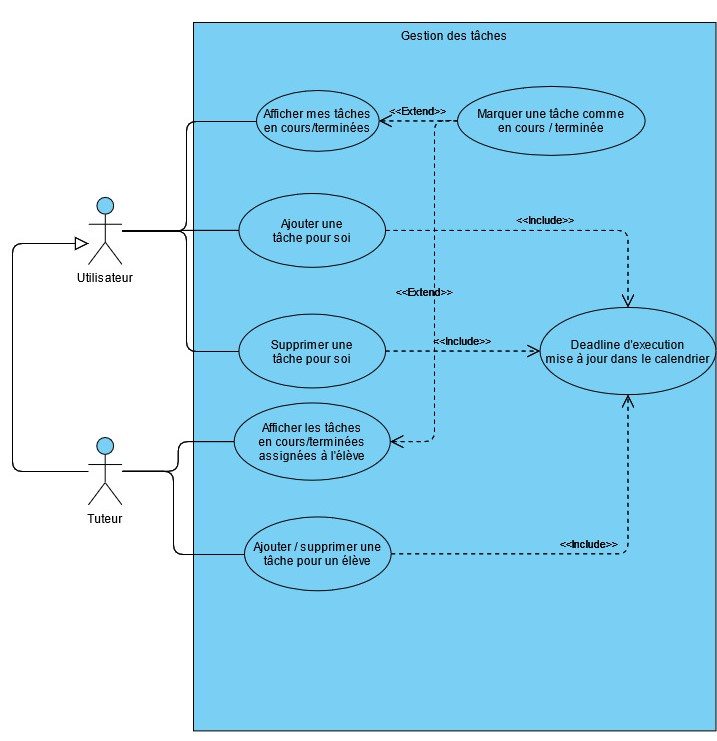 Gestion des tâches
Afficher mes tâches
en cours/terminées
<<Extend>>
Marquer une tâche comme
en cours / terminée
Ajouter une
tâche pour soi
<<Include>>
Utilisateur
<<Extend>>
Supprimer une
tâche pour soi
<<Include>>
Deadline d'execution
mise à jour dans le calendrier
Afficher les tâches
en cours/terminées
assignées à l'élève
Tuteur
Ajouter / supprimer une
tâche pour un élève
<<Include>>